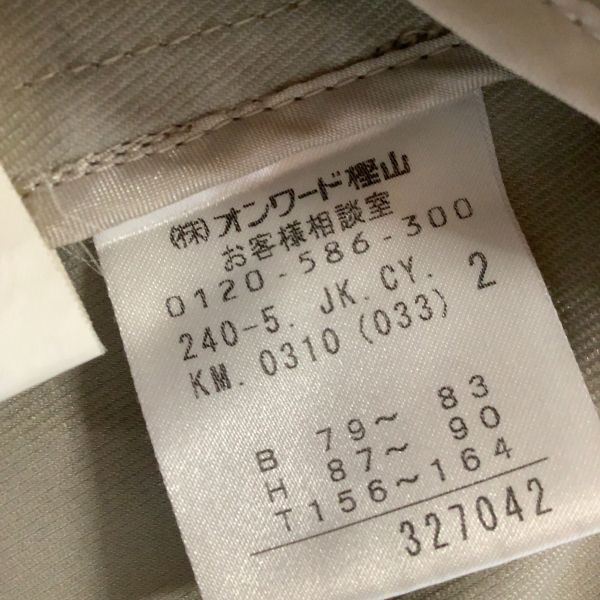 ㈱オンワード樫山
お客様相談室
0120-586-300
240-5. JK. CY. 2
KM. 0310 (033)
B 79～ 83
H 87～ 90
T 156～164
327042